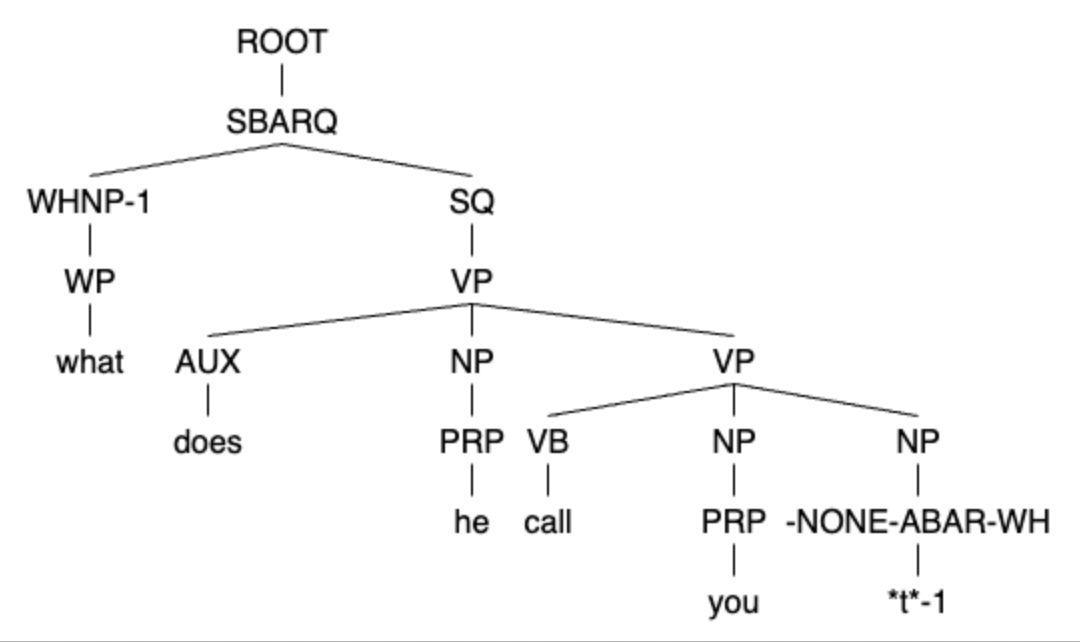 ROOT
SBARQ
WHNP-1 SQ
WP VP
what AUX NP VP
does PRP VB NP NP
he call PRP -NONE-ABAR-WH
you *t*-1